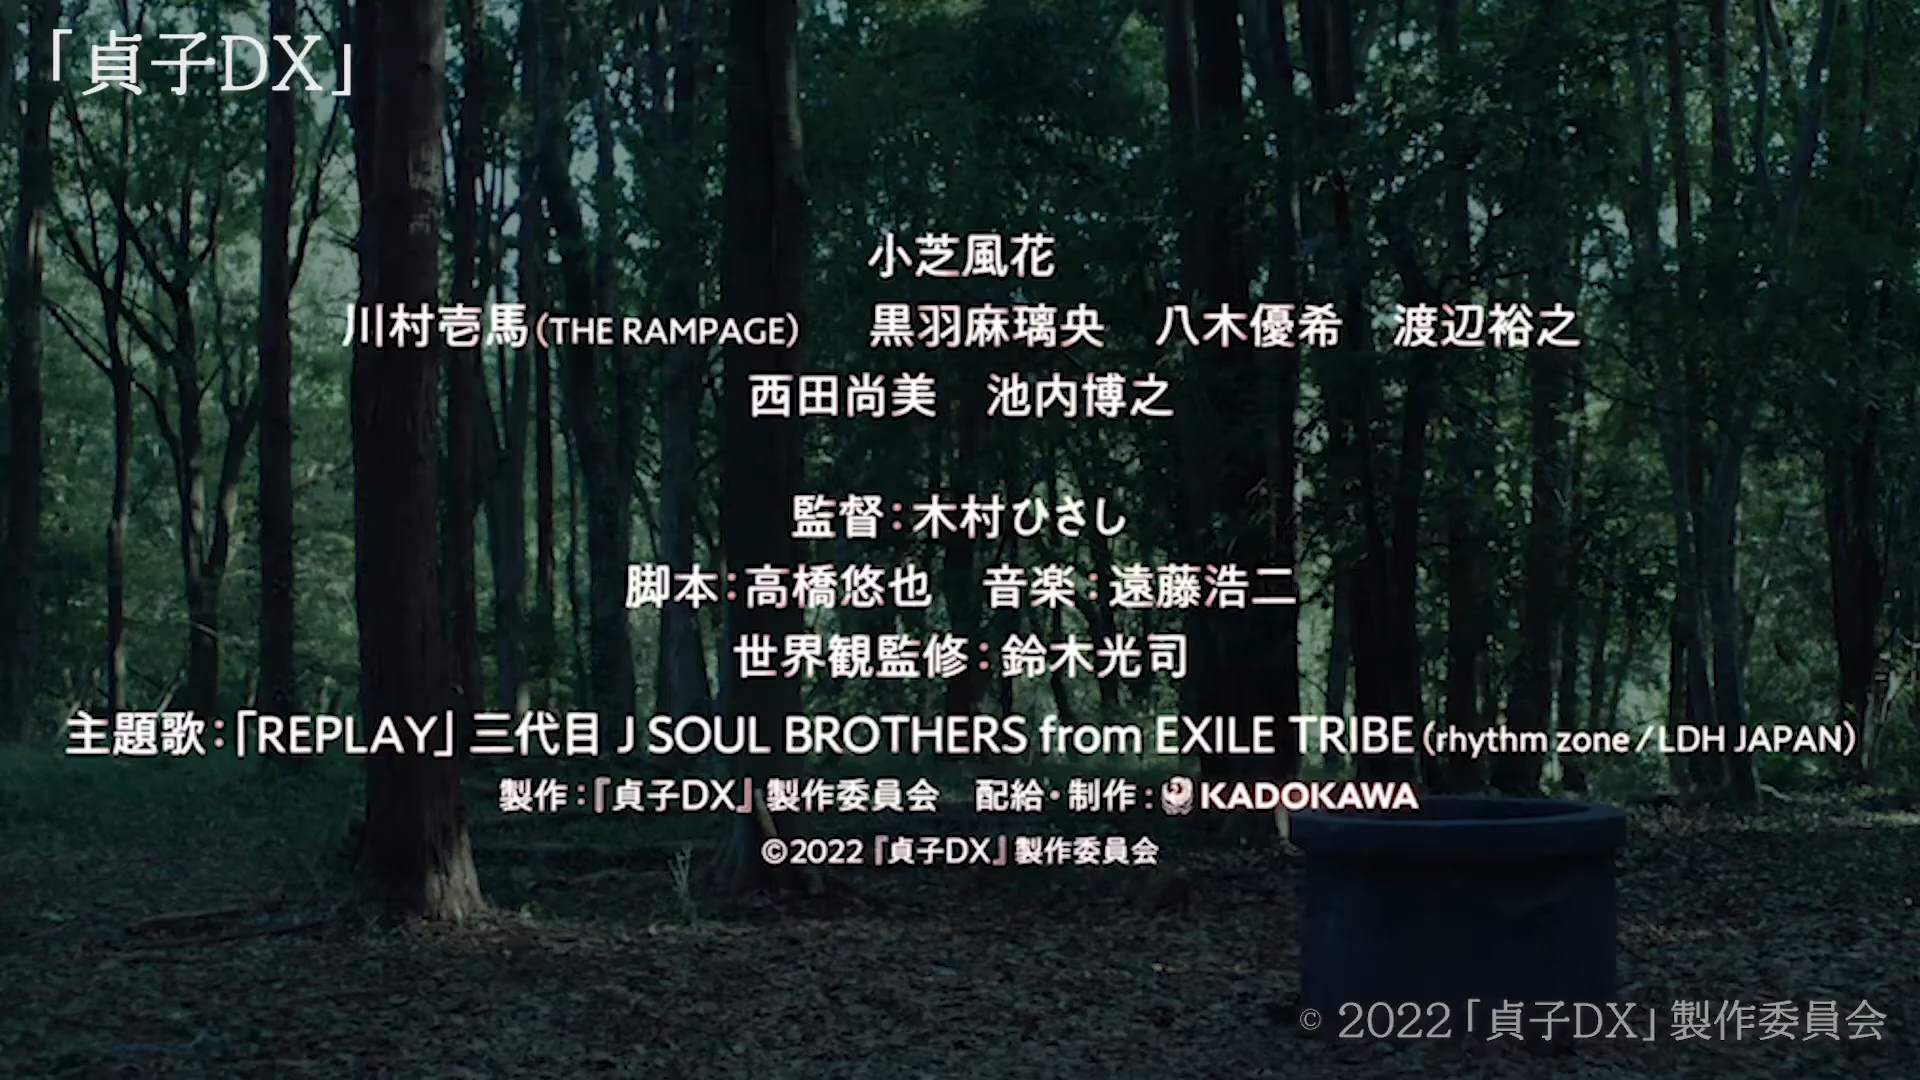 「貞子DX」
小芝風花
川村壱馬(THE RAMPAGE) 黒羽麻璃央 八木優希 渡辺裕之
西田尚美 池内博之
監督:木村ひさし
脚本:高橋悠也 音楽:遠藤浩二
世界観監修:鈴木光司
主題歌:「REPLAY」三代目 J SOUL BROTHERS from EXILE TRIBE(rhythm zone/LDH JAPAN)
製作:『貞子DX』製作委員会 配給・制作:KADOKAWA
©2022『貞子DX』製作委員会
© 2022「貞子DX」製作委員会